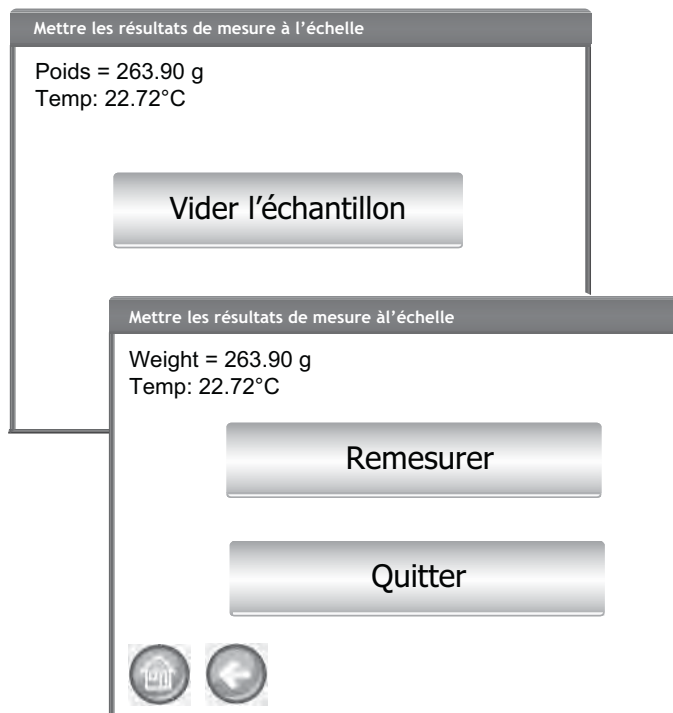 Mettre les résultats de mesure à l’échelle
Poids = 263.90 g
Temp: 22.72°C
Vider l’échantillon
Mettre les résultats de mesure àl’échelle
Weight = 263.90 g
Temp: 22.72°C
Remesurer
Quitter